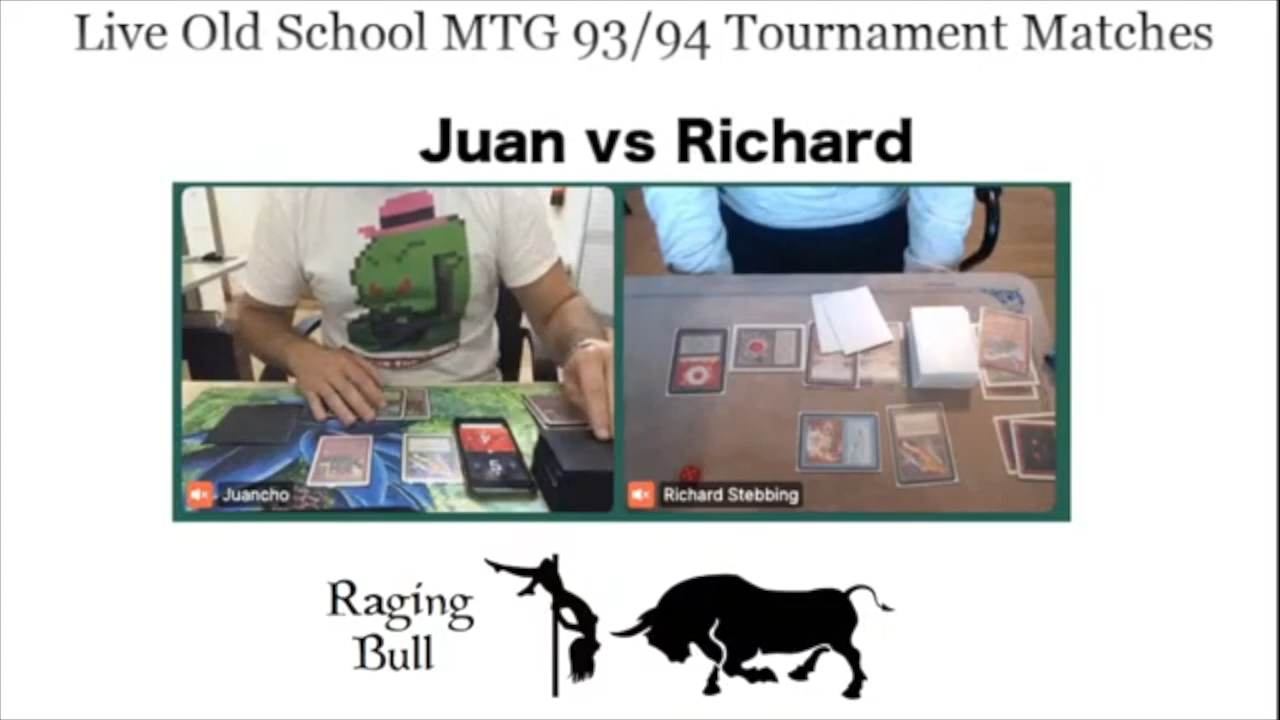 Live Old School MTG 93/94 Tournament Matches
Juan vs Richard
Juancho
Richard Stebbing
Raging
Bull